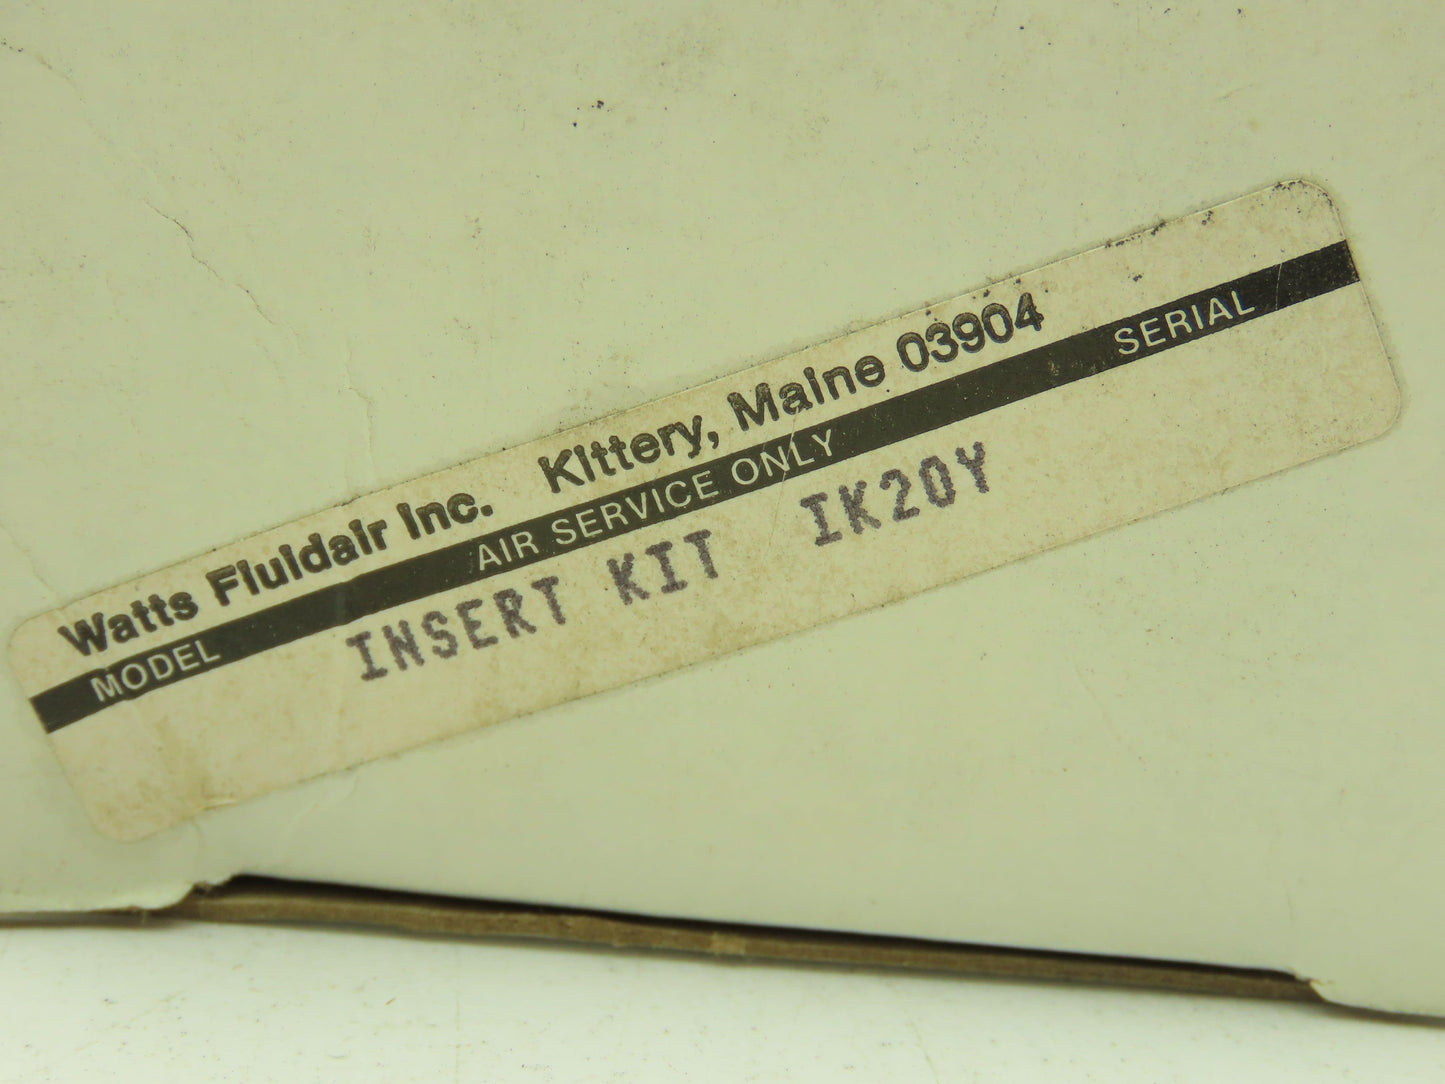 Watts Fluidair Inc. Kittery, Maine 03904
MODEL AIR SERVICE ONLY SERIAL
INSERT KIT IK20Y